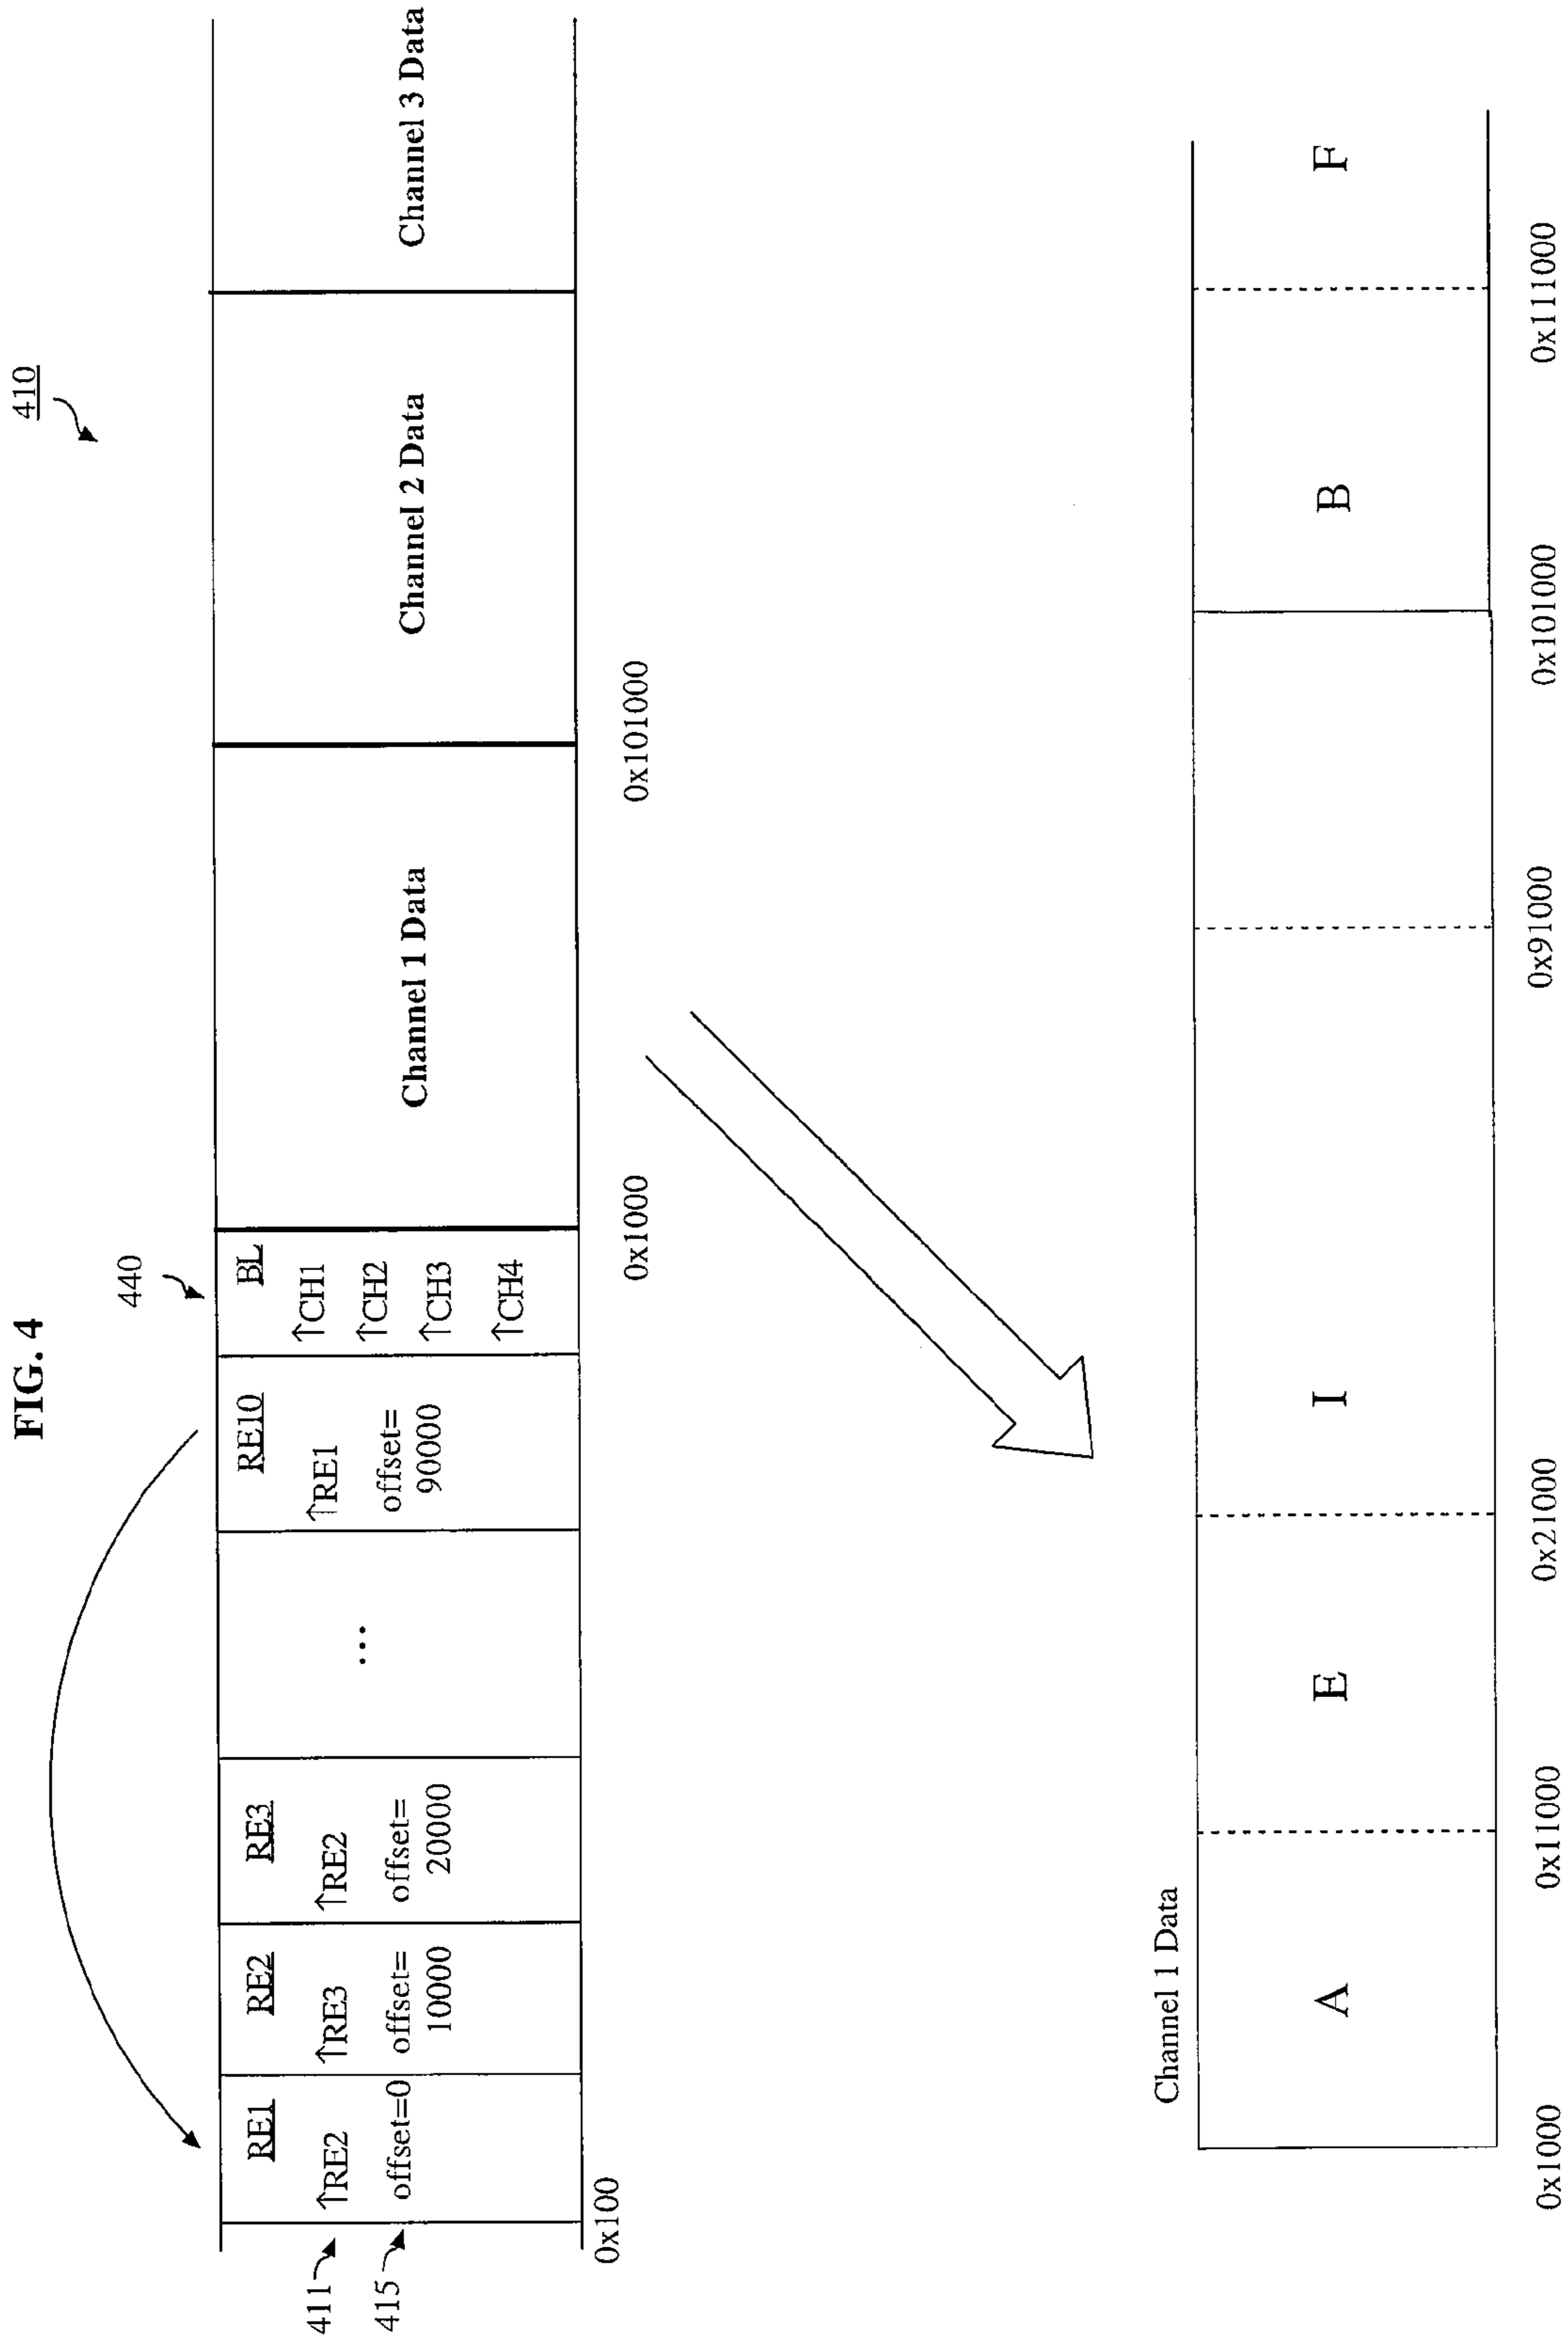 FIG. 4
410
440
411
415
RE1
↑RE2
offset=0
RE2
↑RE3
offset=
10000
RE3
↑RE2
offset=
20000
...
RE10
↑RE1
offset=
90000
BL
↑CH1
↑CH2
↑CH3
↑CH4
Channel 1 Data
Channel 2 Data
Channel 3 Data
0x100
0x1000
0x101000
Channel 1 Data
A
E
I
B
F
0x1000
0x11000
0x21000
0x91000
0x101000
0x111000